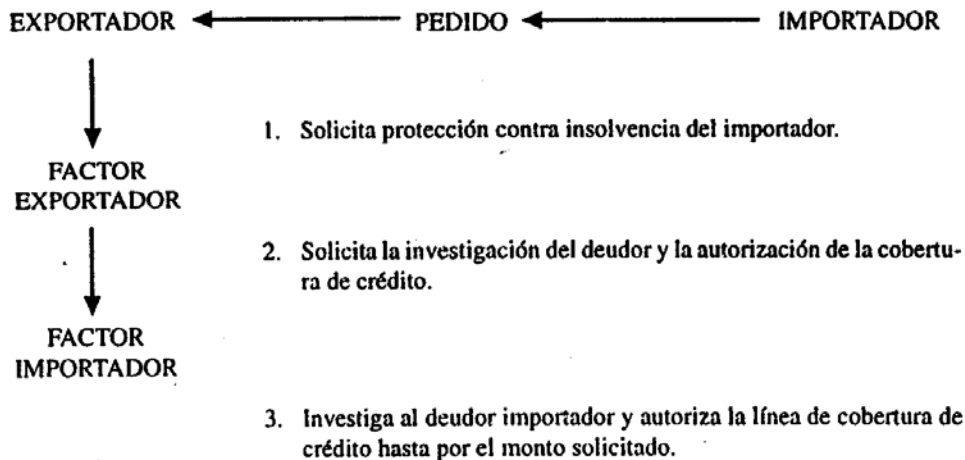 EXPORTADOR PEDIDO IMPORTADOR
1. Solicita protección contra insolvencia del importador.
FACTOR
EXPORTADOR
2. Solicita la investigación del deudor y la autorización de la cobertu-
ra de crédito.
FACTOR
IMPORTADOR
3. Investiga al deudor importador y autoriza la línea de cobertura de
crédito hasta por el monto solicitado.